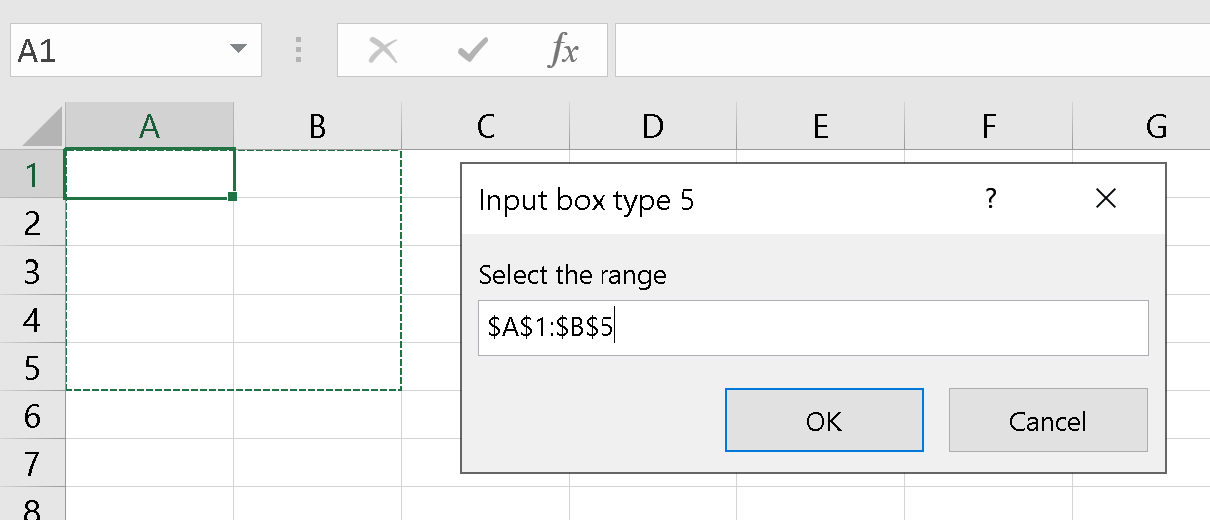 A1
fx
A B C D E F G
1
2
3
4
5
6
7
8
Input box type 5 ?
Select the range
$A$1:$B$5
OK Cancel